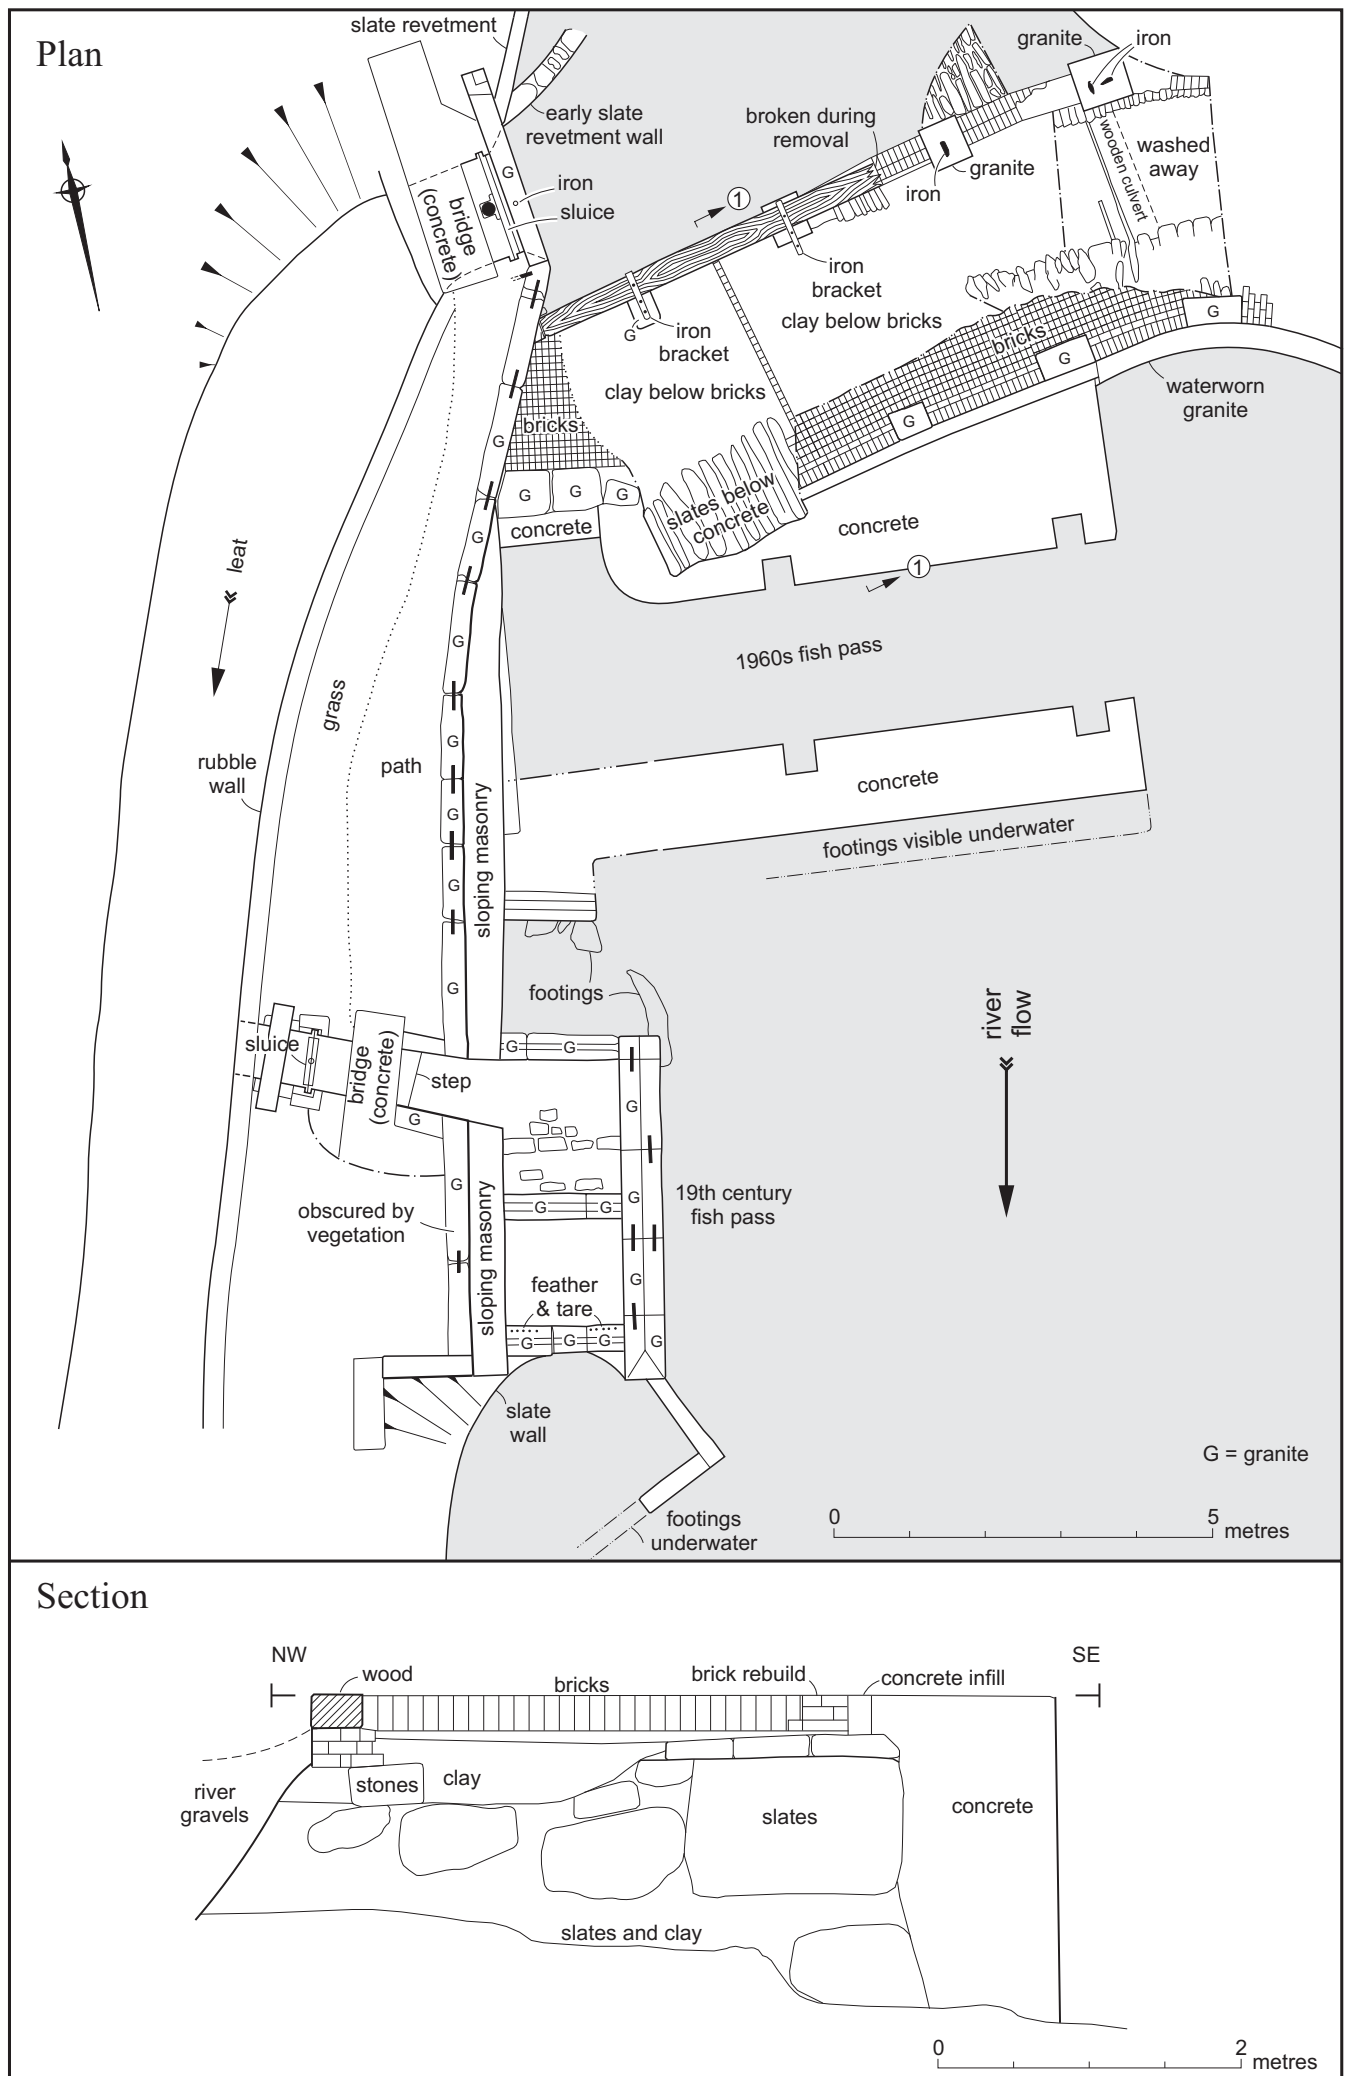 Plan
slate revetment
early slate
revetment wall
G
iron
sluice
bridge
(concrete)
granite
iron
broken during
removal
granite
iron
wooden culvert
washed
away
1
iron
bracket
G
iron
bracket
clay below bricks
clay below bricks
bricks
G
G
G
waterworn
granite
G
bricks
G
G
G
concrete
slates below
concrete
concrete
1
G
leat
1960s fish pass
G
grass
path
rubble
wall
G
G
G
G
sloping masonry
concrete
footings visible underwater
footings
river
flow
sluice
bridge
(concrete)
step
G
G
G
G
G
G
G
G
G
obscured by
vegetation
sloping masonry
19th century
fish pass
feather
& tare
G
G
G
G
G
slate
wall
footings
underwater
G = granite
0
5
metres
Section
NW
SE
wood
bricks
brick rebuild
concrete infill
river
gravels
stones
clay
slates
concrete
slates and clay
0
2
metres